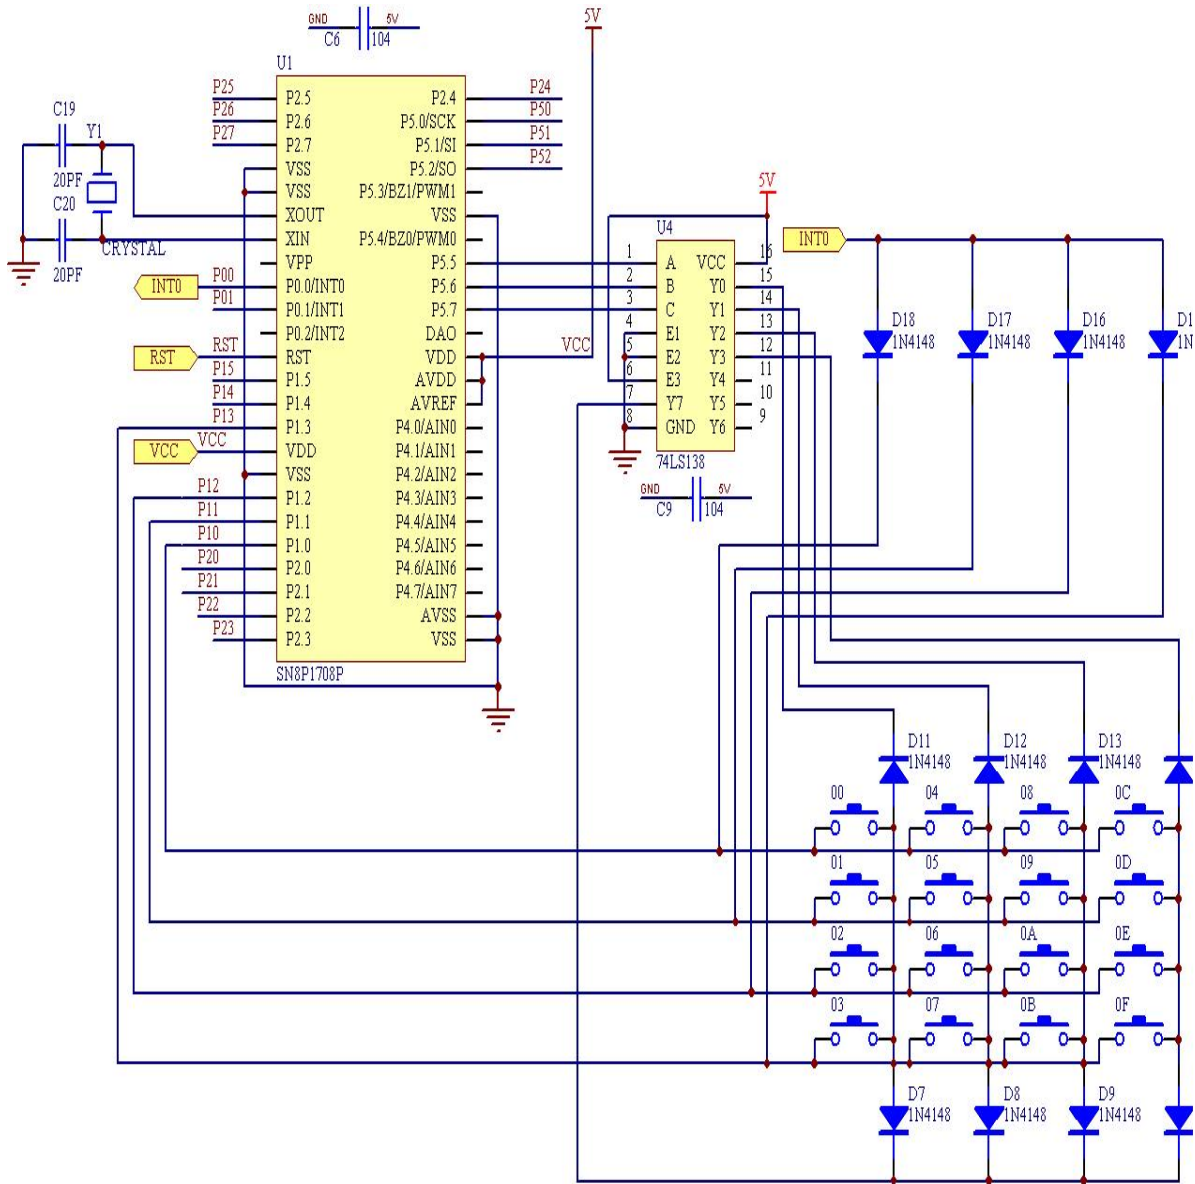 GND 5V
C6 104
5V
U1
P25 P2.5 P2.4 P24
P26 P2.6 P5.0/SCK P50
P27 P2.7 P5.1/SI P51
VSS P5.2/SO P52
VSS P5.3/BZ1/PWM1
XOUT VSS
XIN P5.4/BZ0/PWM0
VPP P5.5
P00 P0.0/INT0 P5.6
P01 P0.1/INT1 P5.7
P0.2/INT2 DAO
RST RST VDD VCC
P15 P1.5 AVDD
P14 P1.4 AVREF
P13 P1.3 P4.0/AIN0
VCC VDD P4.1/AIN1
VSS P4.2/AIN2
P12 P1.2 P4.3/AIN3
P11 P1.1 P4.4/AIN4
P10 P1.0 P4.5/AIN5
P20 P2.0 P4.6/AIN6
P21 P2.1 P4.7/AIN7
P22 P2.2 AVSS
P23 P2.3 VSS
SN8P1708P
C19
Y1
20PF
C20
CRYSTAL
20PF
INT0
RST
VCC
5V
U4
1 A VCC 16
2 B Y0 15
3 C Y1 14
4 E1 Y2 13
5 E2 Y3 12
6 E3 Y4 11
7 Y7 Y5 10
8 GND Y6 9
74LS138
GND 5V
C9 104
INT0
D18 D17 D16
1N4148 1N4148 1N4148
D11 D12 D13
1N4148 1N4148 1N4148
00 04 08 0C
01 05 09 0D
02 06 0A 0E
03 07 0B 0F
D7 D8 D9
1N4148 1N4148 1N4148